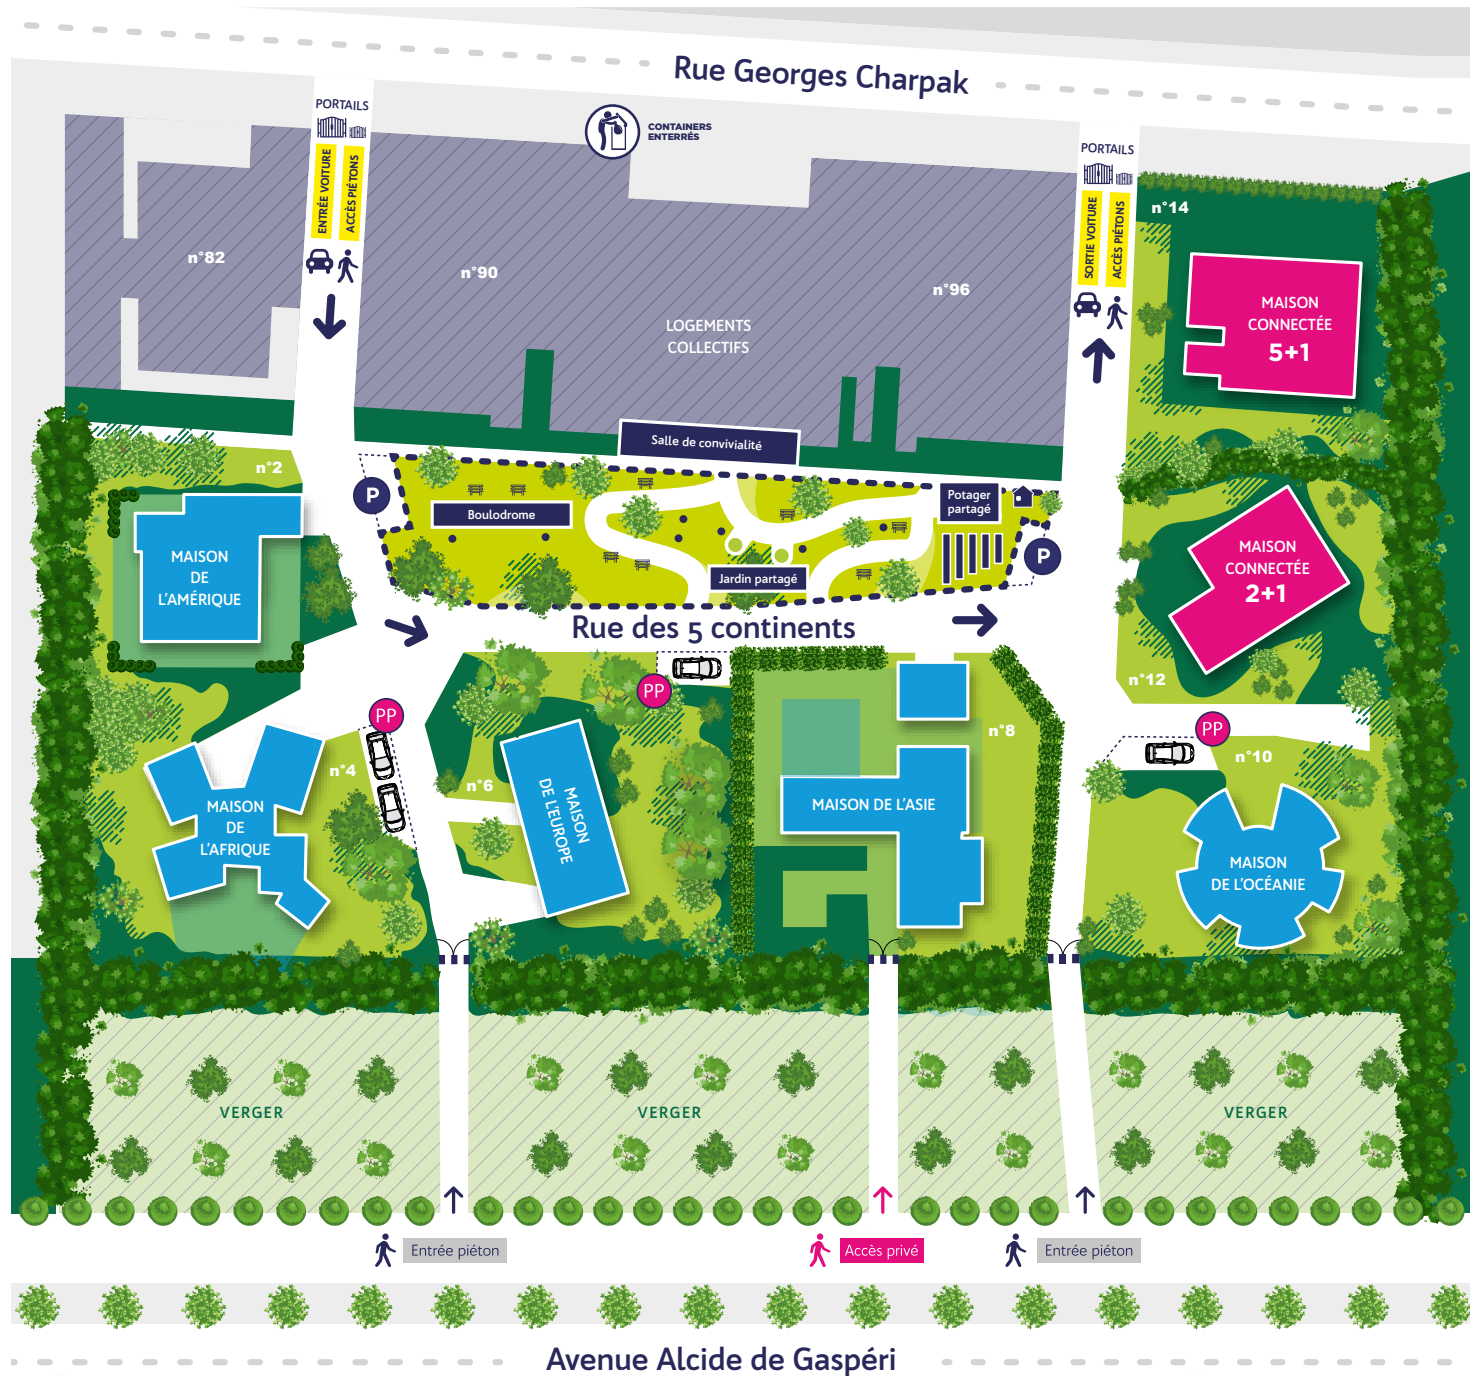 Rue Georges Charpak
PORTAILS
ENTRÉE VOITURE
ACCÈS PIÉTONS
CONTAINERS
ENTERRÉS
PORTAILS
SORTIE VOITURE
ACCÈS PIÉTONS
n°14
n°82
n°90
n°96
LOGEMENTS
COLLECTIFS
MAISON
CONNECTÉE
5+1
Salle de convivialité
n°2
P
Boulodrome
Potager
partagé
P
Jardin partagé
MAISON
DE
L'AMÉRIQUE
MAISON
CONNECTÉE
2+1
Rue des 5 continents
n°12
PP
PP
PP
n°4
n°6
n°8
n°10
MAISON
DE
L'AFRIQUE
MAISON
DE L'EUROPE
MAISON DE L'ASIE
MAISON
DE L'OCÉANIE
VERGER
VERGER
VERGER
Entrée piéton
Accès privé
Entrée piéton
Avenue Alcide de Gaspéri